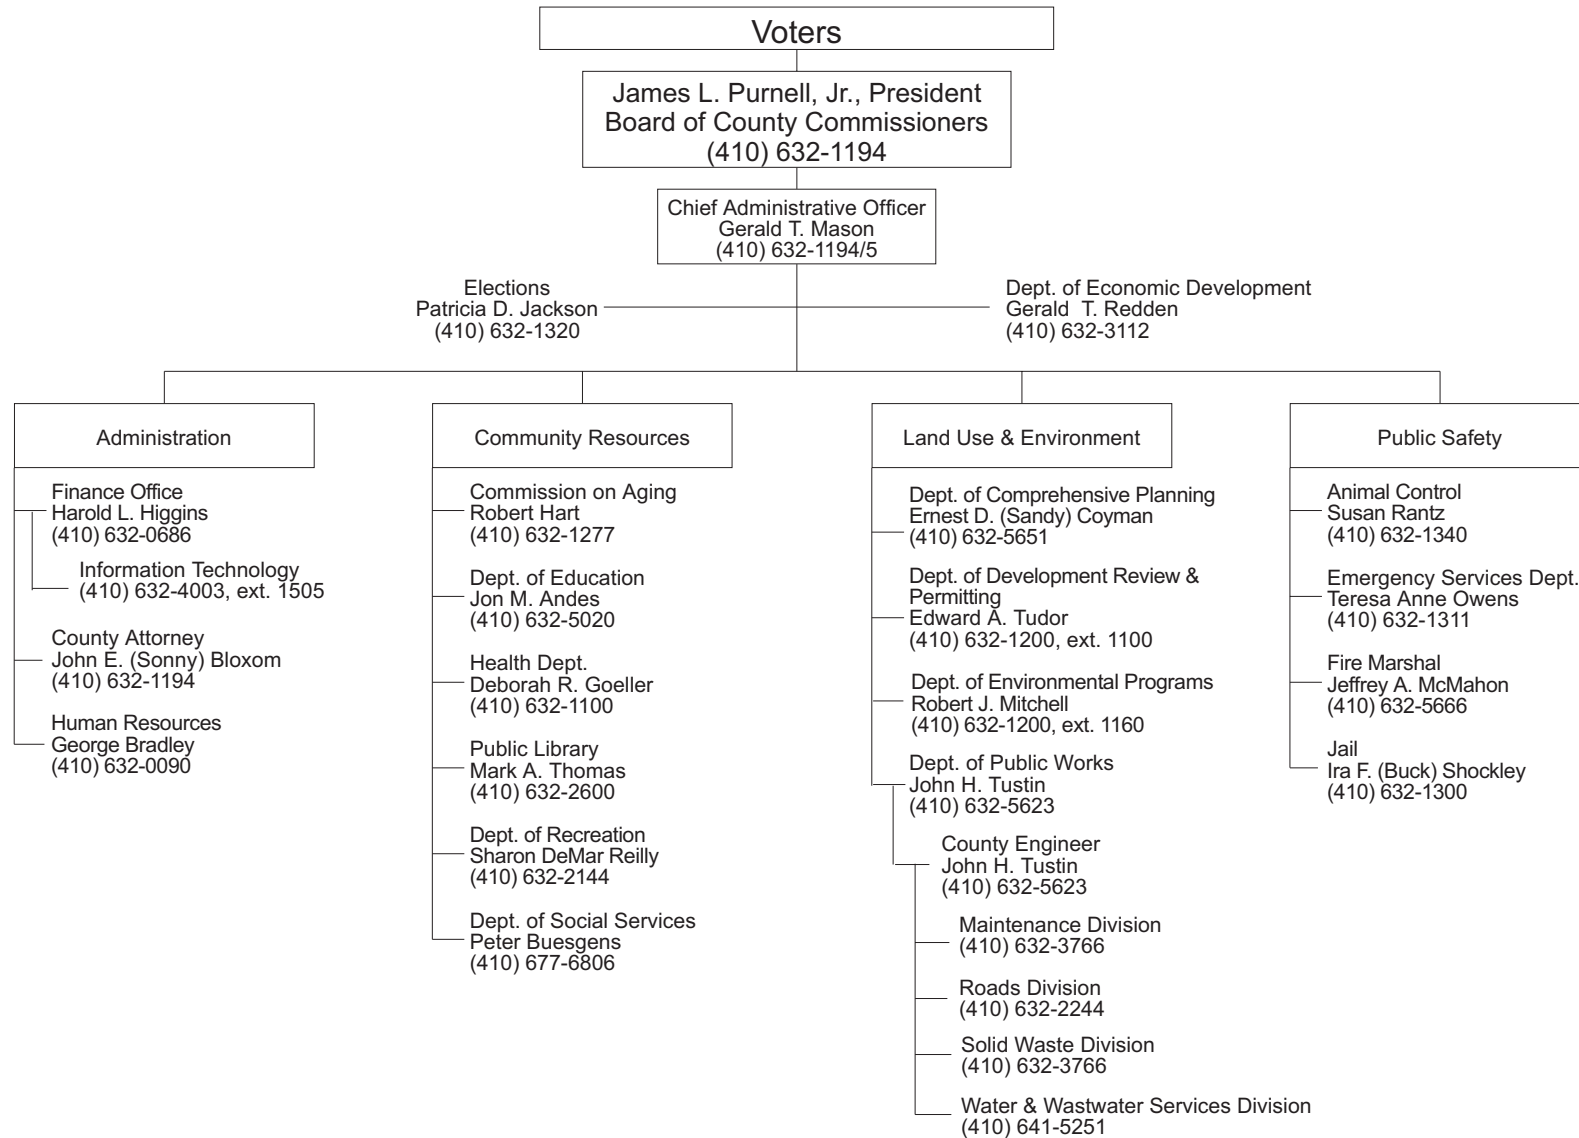 Voters
James L. Purnell, Jr., President
Board of County Commissioners
(410) 632-1194
Chief Administrative Officer
Gerald T. Mason
(410) 632-1194/5
Elections
Patricia D. Jackson
(410) 632-1320
Dept. of Economic Development
Gerald T. Redden
(410) 632-3112
Administration
Finance Office
Harold L. Higgins
(410) 632-0686
Information Technology
(410) 632-4003, ext. 1505
County Attorney
John E. (Sonny) Bloxom
(410) 632-1194
Human Resources
George Bradley
(410) 632-0090
Community Resources
Commission on Aging
Robert Hart
(410) 632-1277
Dept. of Education
Jon M. Andes
(410) 632-5020
Health Dept.
Deborah R. Goeller
(410) 632-1100
Public Library
Mark A. Thomas
(410) 632-2600
Dept. of Recreation
Sharon DeMar Reilly
(410) 632-2144
Dept. of Social Services
Peter Buesgens
(410) 677-6806
Land Use & Environment
Dept. of Comprehensive Planning
Ernest D. (Sandy) Coyman
(410) 632-5651
Dept. of Development Review &
Permitting
Edward A. Tudor
(410) 632-1200, ext. 1100
Dept. of Environmental Programs
Robert J. Mitchell
(410) 632-1200, ext. 1160
Dept. of Public Works
John H. Tustin
(410) 632-5623
County Engineer
John H. Tustin
(410) 632-5623
Maintenance Division
(410) 632-3766
Roads Division
(410) 632-2244
Solid Waste Division
(410) 632-3766
Water & Wastwater Services Division
(410) 641-5251
Public Safety
Animal Control
Susan Rantz
(410) 632-1340
Emergency Services Dept.
Teresa Anne Owens
(410) 632-1311
Fire Marshal
Jeffrey A. McMahon
(410) 632-5666
Jail
Ira F. (Buck) Shockley
(410) 632-1300